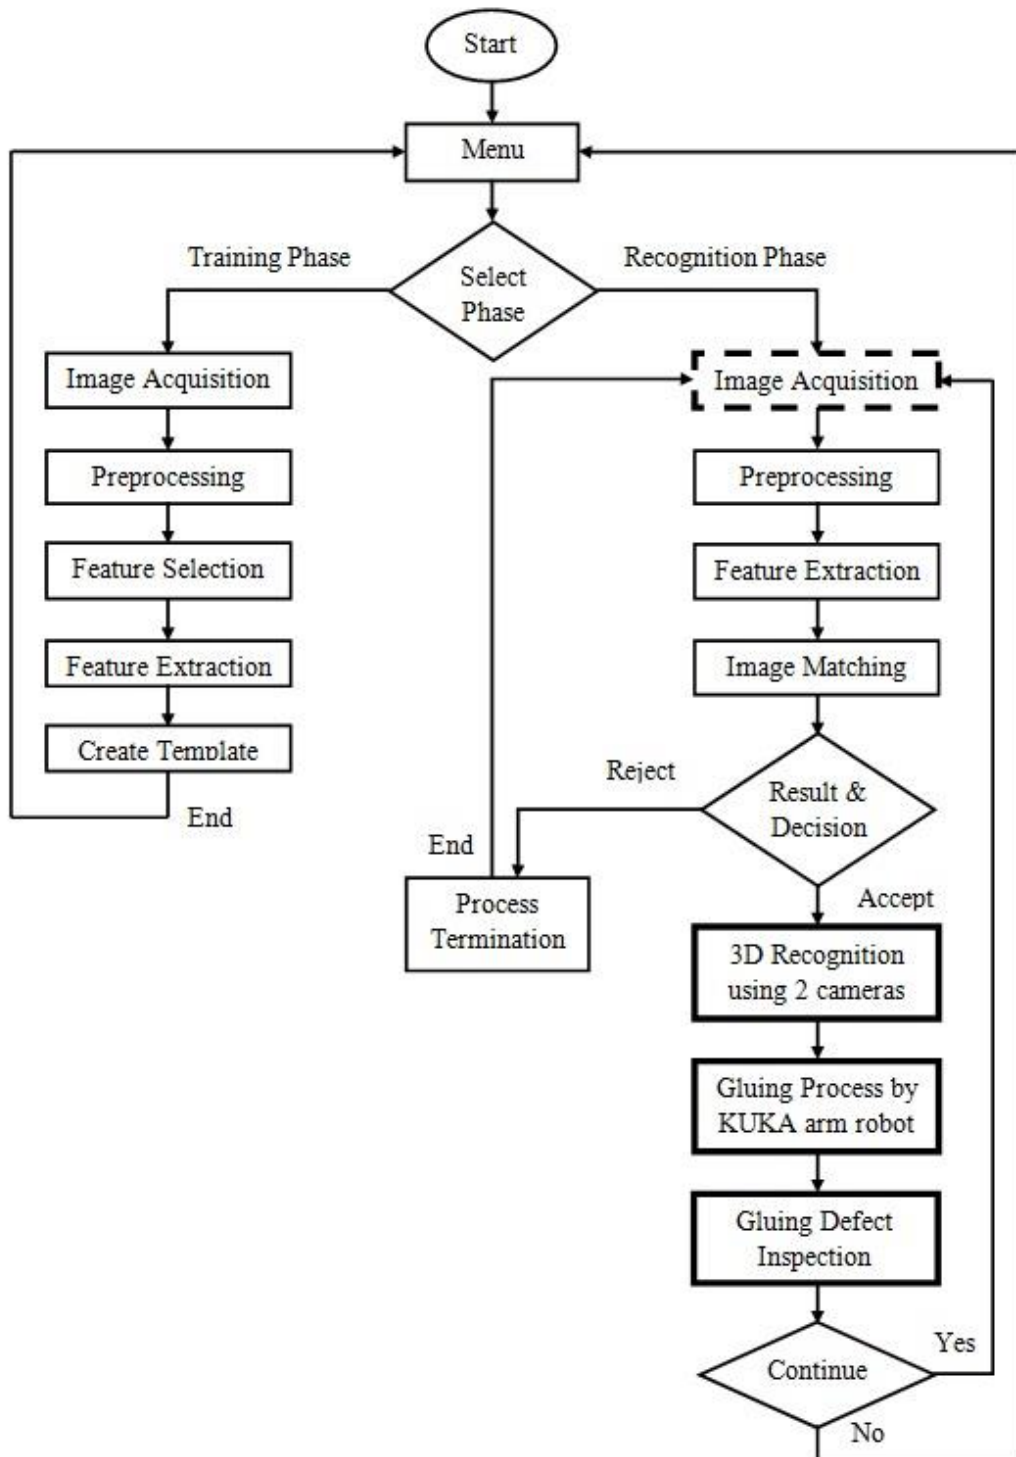 Start
Menu
Training Phase
Recognition Phase
Select
Phase
Image Acquisition
Preprocessing
Feature Selection
Feature Extraction
Create Template
End
Image Acquisition
Preprocessing
Feature Extraction
Image Matching
Result &
Decision
Reject
End
Process
Termination
Accept
3D Recognition
using 2 cameras
Gluing Process by
KUKA arm robot
Gluing Defect
Inspection
Continue
Yes
No